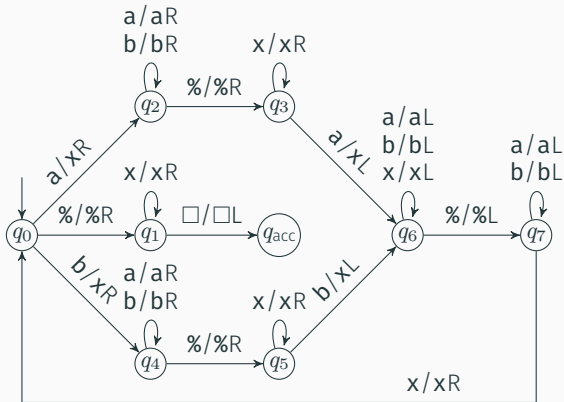 a/aR
b/bR
x/xR
q2
%/%R
q3
a/xR
a/xL
a/aL
b/bL
x/xL
a/aL
b/bL
x/xR
q0
%/%R
q1
□/□L
qacc
q6
%/%L
q7
b/xR
a/aR
b/bR
x/xR
b/xL
q4
%/%R
q5
x/xR